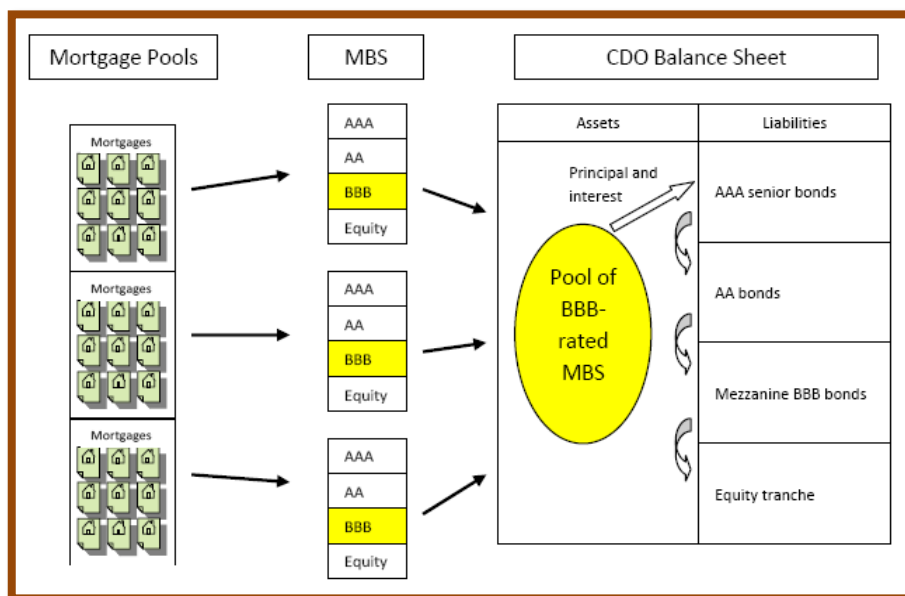 Mortgage Pools
MBS
CDO Balance Sheet
Mortgages
Mortgages
Mortgages
AAA
AA
BBB
Equity
AAA
AA
BBB
Equity
AAA
AA
BBB
Equity
Assets
Liabilities
Principal and
interest
Pool of
BBB-
rated
MBS
AAA senior bonds
AA bonds
Mezzanine BBB bonds
Equity tranche